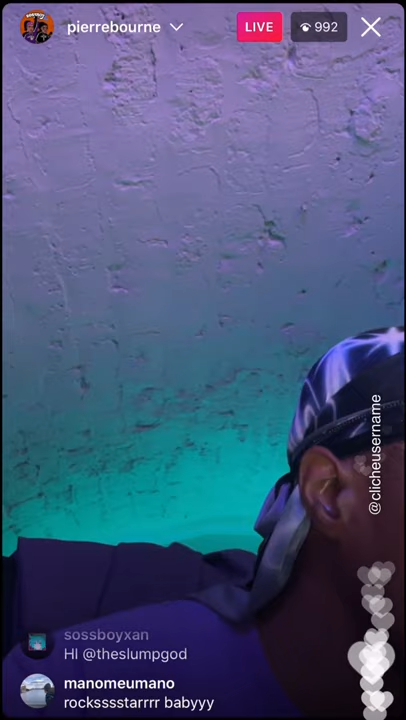 pierrebourne
LIVE
992
@clicheusername
sossboyxan
HI @theslumpgod
manomeumano
rocksssstarrrr babyyy